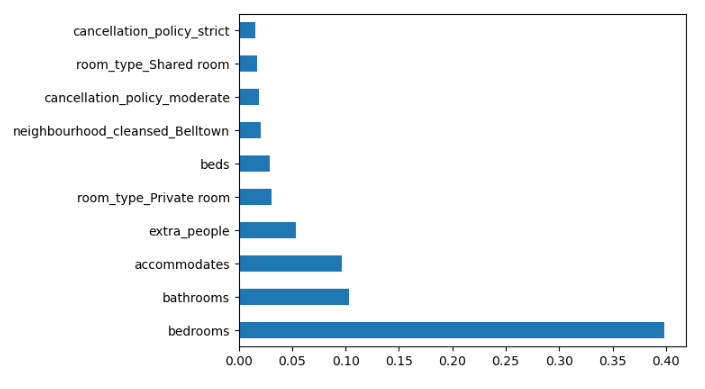 cancellation_policy_strict
room_type_Shared room
cancellation_policy_moderate
neighbourhood_cleansed_Belltown
beds
room_type_Private room
extra_people
accommodates
bathrooms
bedrooms
0.00 0.05 0.10 0.15 0.20 0.25 0.30 0.35 0.40